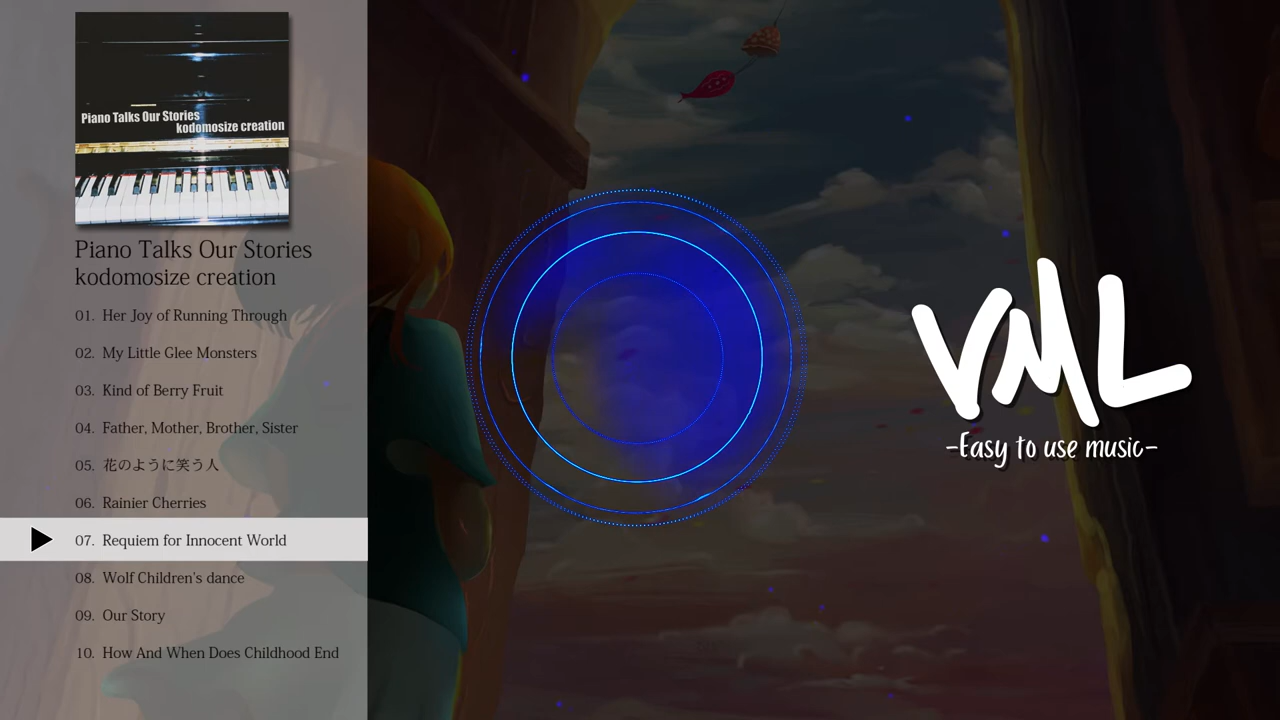 Piano Talks Our Stories
kodomosize creation
Piano Talks Our Stories
kodomosize creation
01. Her Joy of Running Through
02. My Little Glee Monsters
03. Kind of Berry Fruit
04. Father, Mother, Brother, Sister
05. 花のように笑う人
06. Rainier Cherries
07. Requiem for Innocent World
08. Wolf Children's dance
09. Our Story
10. How And When Does Childhood End
VML
-Easy to use music-